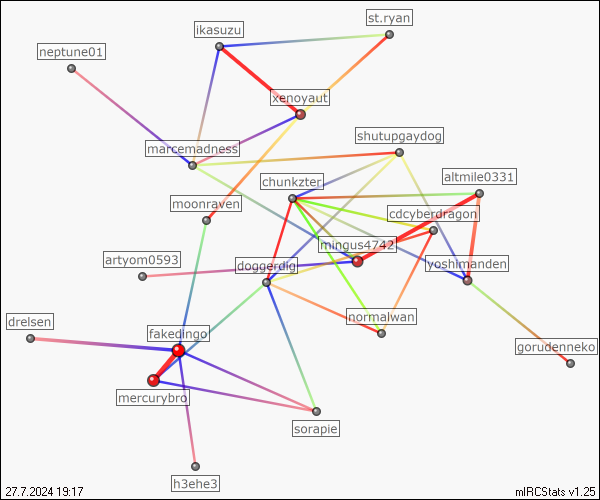 st.ryan
ikasuzu
neptune01
xenoyaut
shutupgaydog
marcemadness
altmile0331
chunkzter
moonraven
cdcyberdragon
mingus4742
artyom0593
doggerdig
yoshimanden
normalwan
drelsen
fakedingo
gorudenneko
mercurybro
sorapie
h3ehe3
27.7.2024 19:17
mIRCStats v1.25